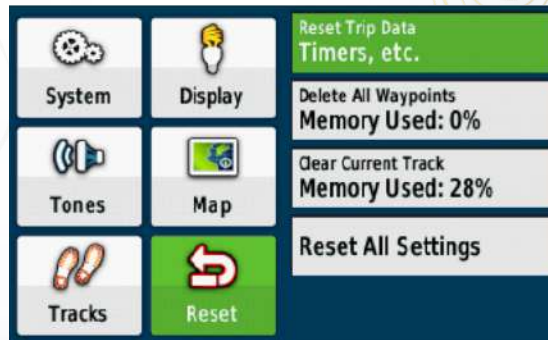 System
Display
Tones
Map
Tracks
Reset
Reset Trip Data
Timers, etc.
Delete All Waypoints
Memory Used: 0%
Clear Current Track
Memory Used: 28%
Reset All Settings